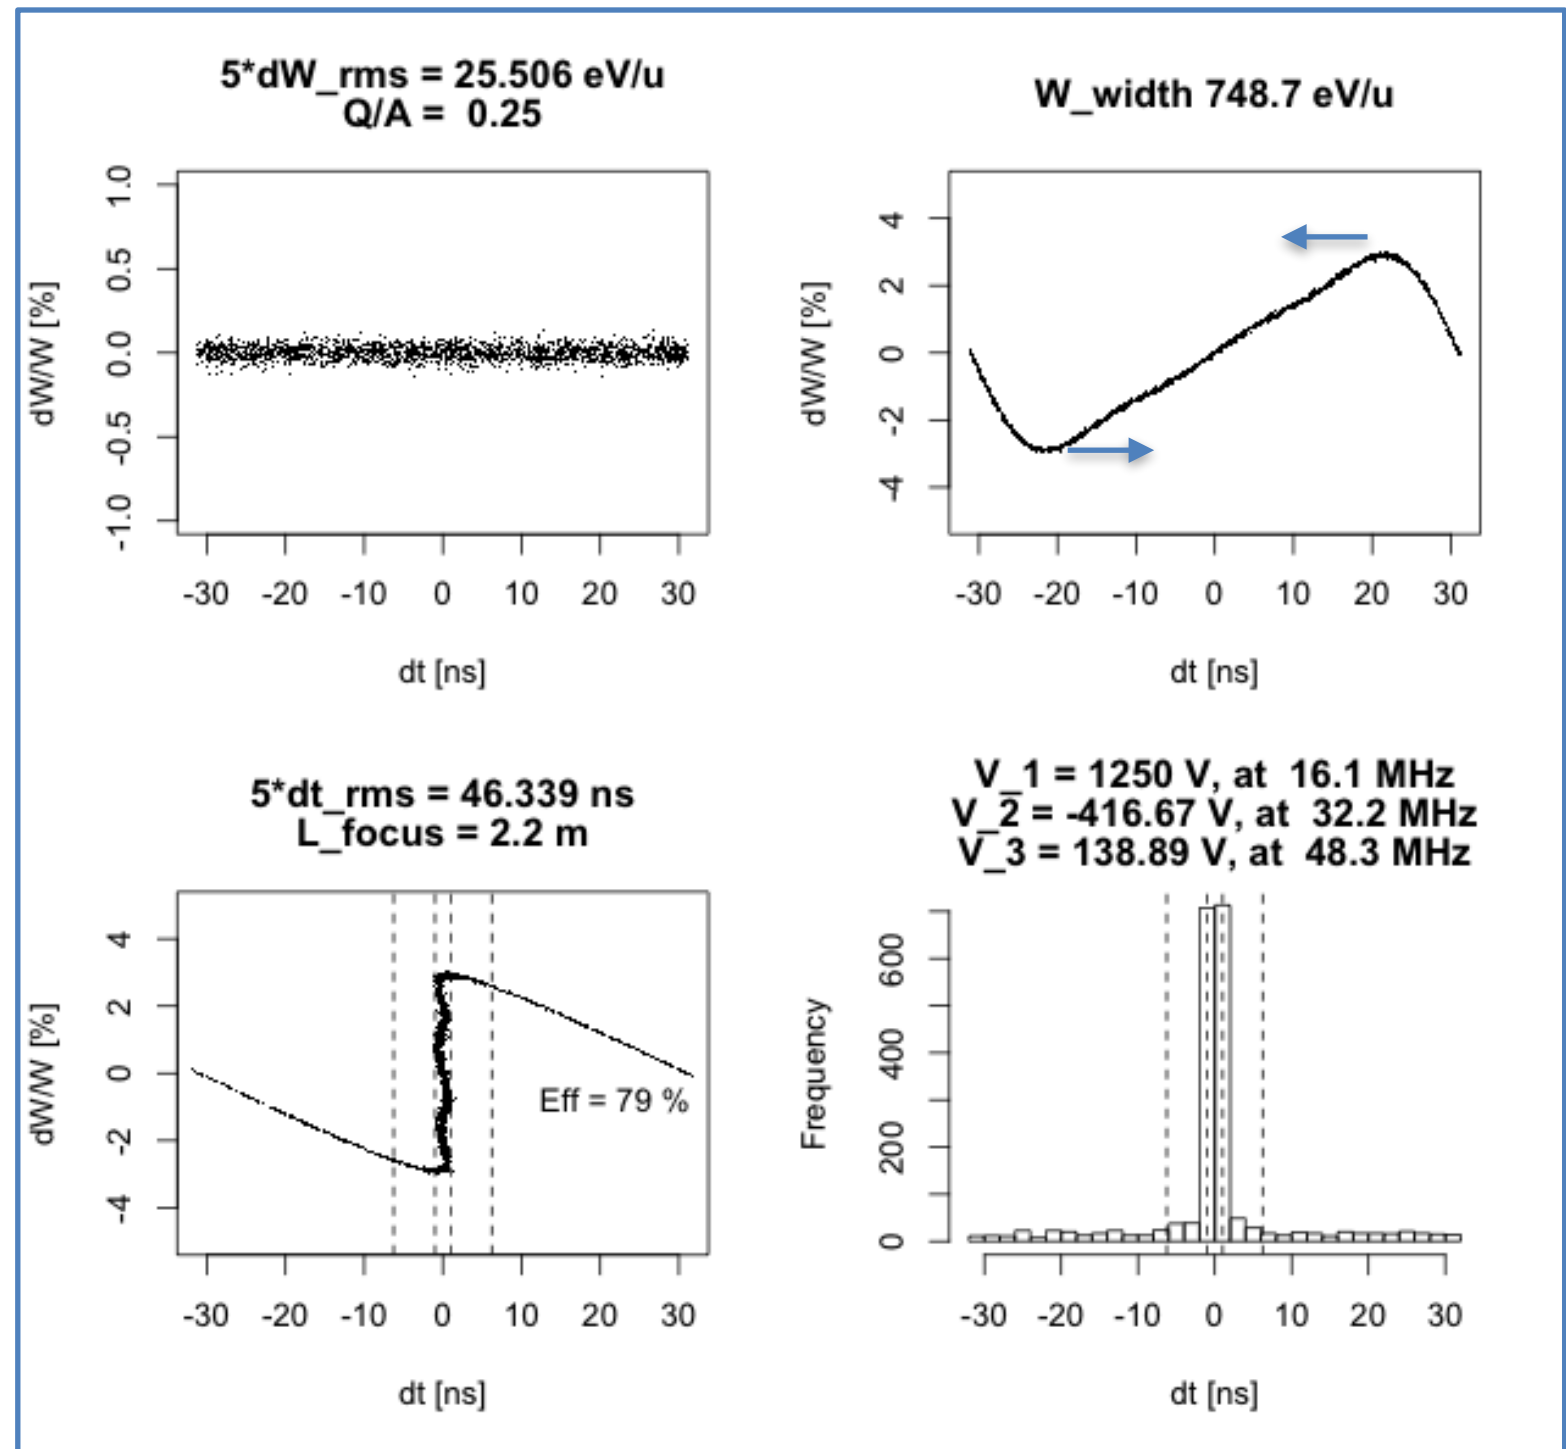 5*dW_rms = 25.506 eV/u
Q/A = 0.25
dW/W [%]
1.0
0.5
0.0
-0.5
-1.0
-30 -20 -10 0 10 20 30
dt [ns]
W_width 748.7 eV/u
dW/W [%]
4
2
0
-2
-4
-30 -20 -10 0 10 20 30
dt [ns]
5*dt_rms = 46.339 ns
L_focus = 2.2 m
dW/W [%]
4
2
0
-2
-4
Eff = 79 %
-30 -20 -10 0 10 20 30
dt [ns]
V_1 = 1250 V, at 16.1 MHz
V_2 = -416.67 V, at 32.2 MHz
V_3 = 138.89 V, at 48.3 MHz
Frequency
600
400
200
0
-30 -20 -10 0 10 20 30
dt [ns]